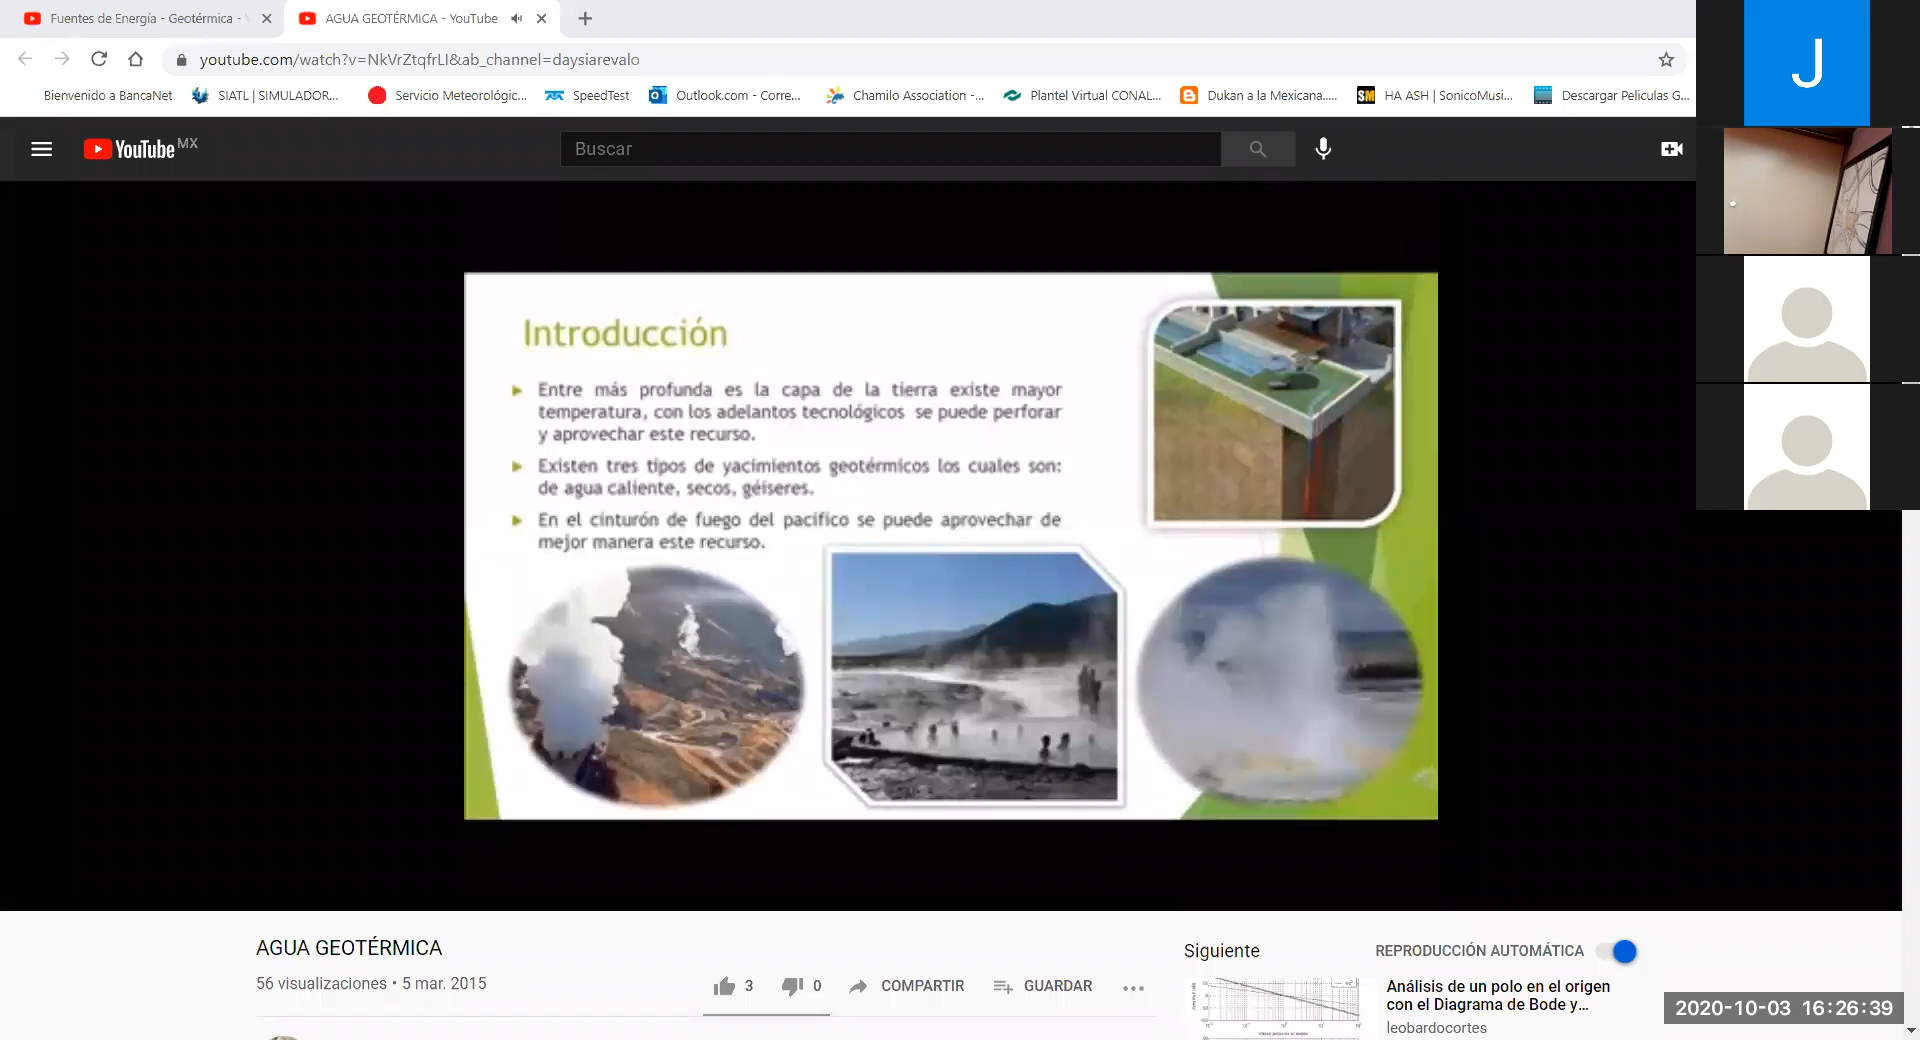 Fuentes de Energía - Geotérmica -
AGUA GEOTÉRMICA - YouTube
youtube.com/watch?v=NkVrZtqfrLI&ab_channel=daysiarevalo
Bienvenido a BancaNet
SIATL | SIMULADOR...
Servicio Meteorológic...
SpeedTest
Outlook.com - Corre...
Chamilo Association -...
Plantel Virtual CONAL...
Dukan a la Mexicana.....
SM
HA ASH | SonicoMusi...
Descargar Peliculas G...
J
YouTube MX
Buscar
Introducción
Entre más profunda es la capa de la tierra existe mayor
temperatura, con los adelantos tecnológicos se puede perforar
y aprovechar este recurso.
Existen tres tipos de yacimientos geotérmicos los cuales son:
de agua caliente, secos, géiseres.
En el cinturón de fuego del pacifico se puede aprovechar de
mejor manera este recurso.
AGUA GEOTÉRMICA
56 visualizaciones • 5 mar. 2015
3
0
COMPARTIR
GUARDAR
Siguiente
REPRODUCCIÓN AUTOMÁTICA
Análisis de un polo en el origen
con el Diagrama de Bode y...
leobardocortes
2020-10-03 16:26:39